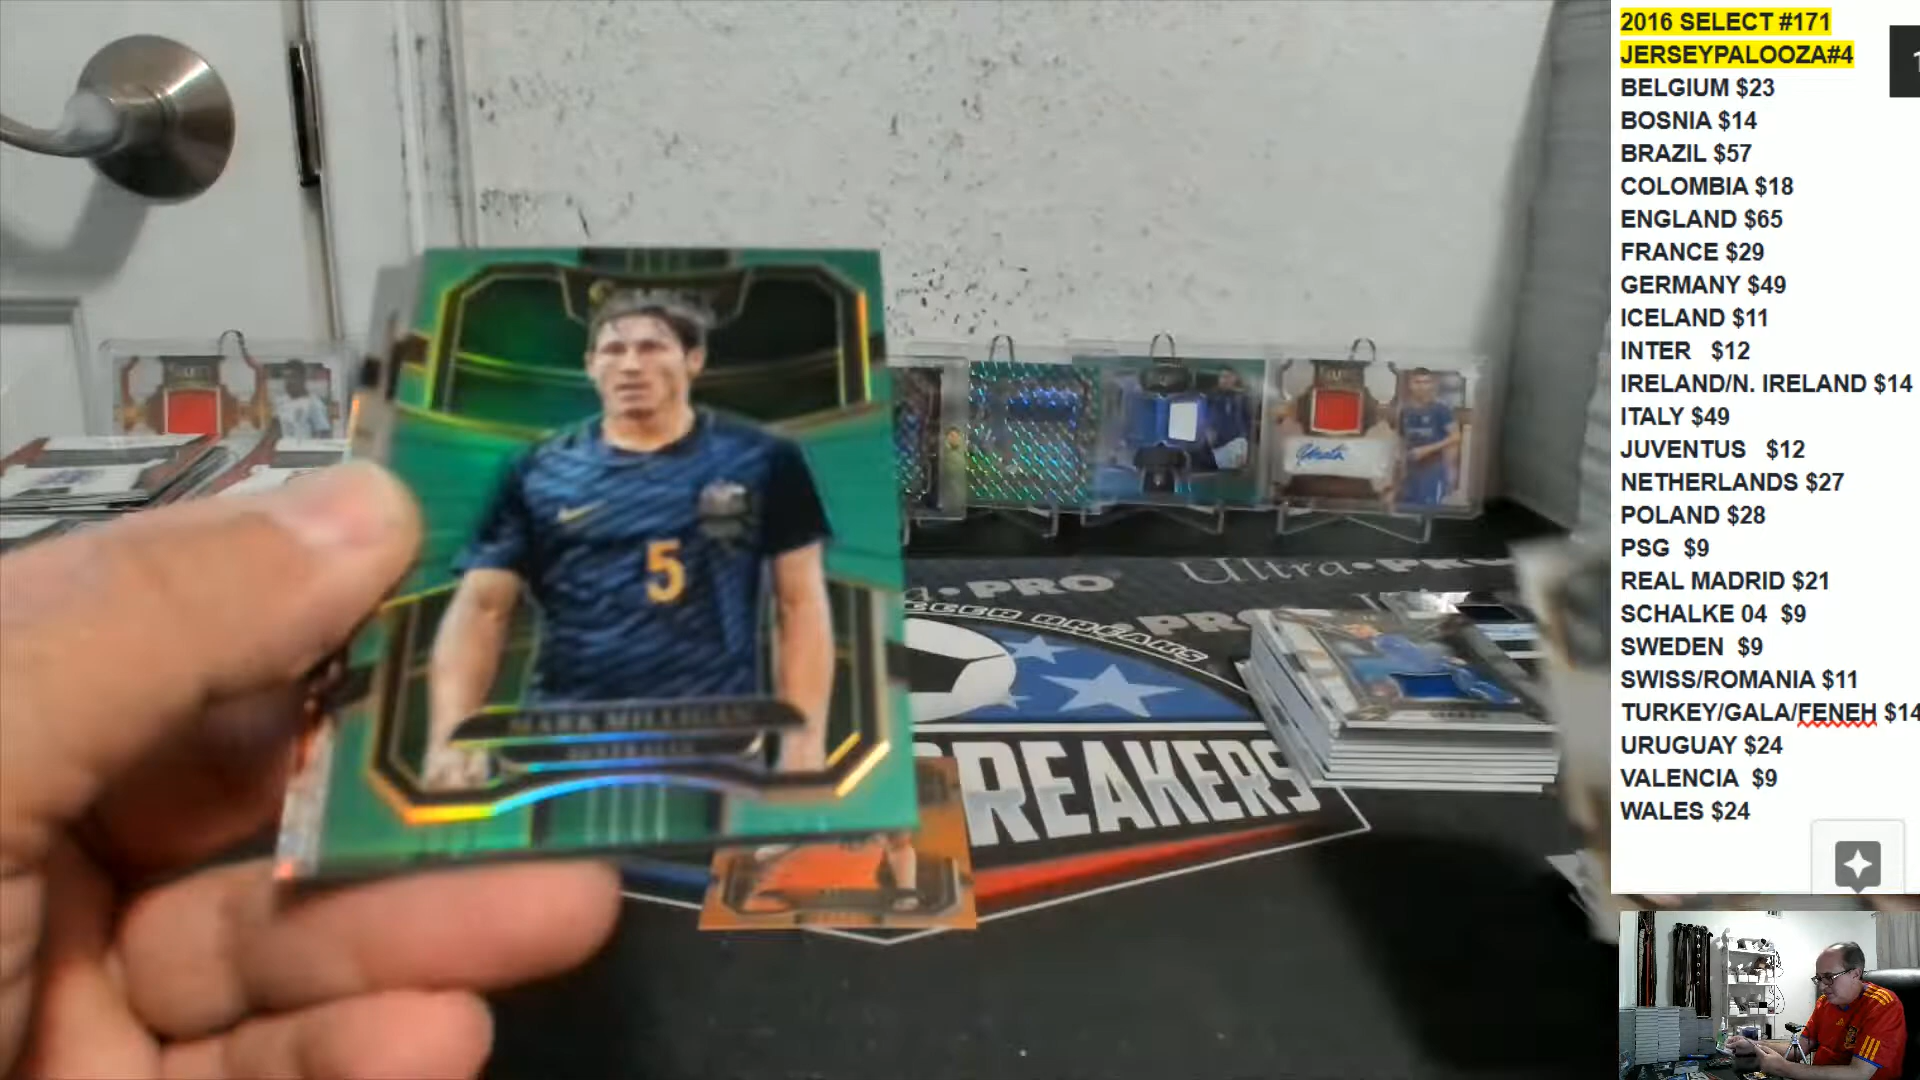 2016 SELECT #171
JERSEYPALOOZA#4
BELGIUM $23
BOSNIA $14
BRAZIL $57
COLOMBIA $18
ENGLAND $65
FRANCE $29
GERMANY $49
ICELAND $11
INTER $12
IRELAND/N. IRELAND $14
ITALY $49
JUVENTUS $12
NETHERLANDS $27
POLAND $28
PSG $9
REAL MADRID $21
SCHALKE 04 $9
SWEDEN $9
SWISS/ROMANIA $11
TURKEY/GALA/FENEH $14
URUGUAY $24
VALENCIA $9
WALES $24
5
MARK MILLIGAN
PRO
Ultra PRO
REAKERS